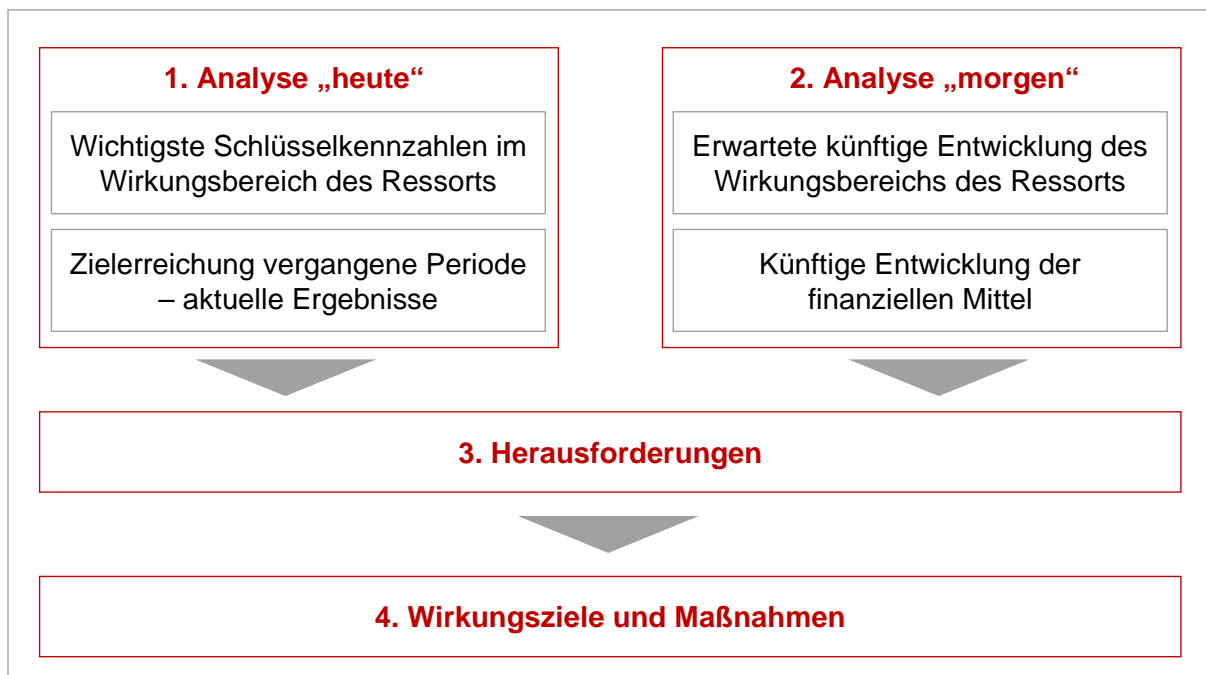 1. Analyse „heute“
Wichtigste Schlüsselkennzahlen im
Wirkungsbereich des Ressorts
Zielerreichung vergangene Periode
– aktuelle Ergebnisse
2. Analyse „morgen“
Erwartete künftige Entwicklung des
Wirkungsbereichs des Ressorts
Künftige Entwicklung der
finanziellen Mittel
3. Herausforderungen
4. Wirkungsziele und Maßnahmen